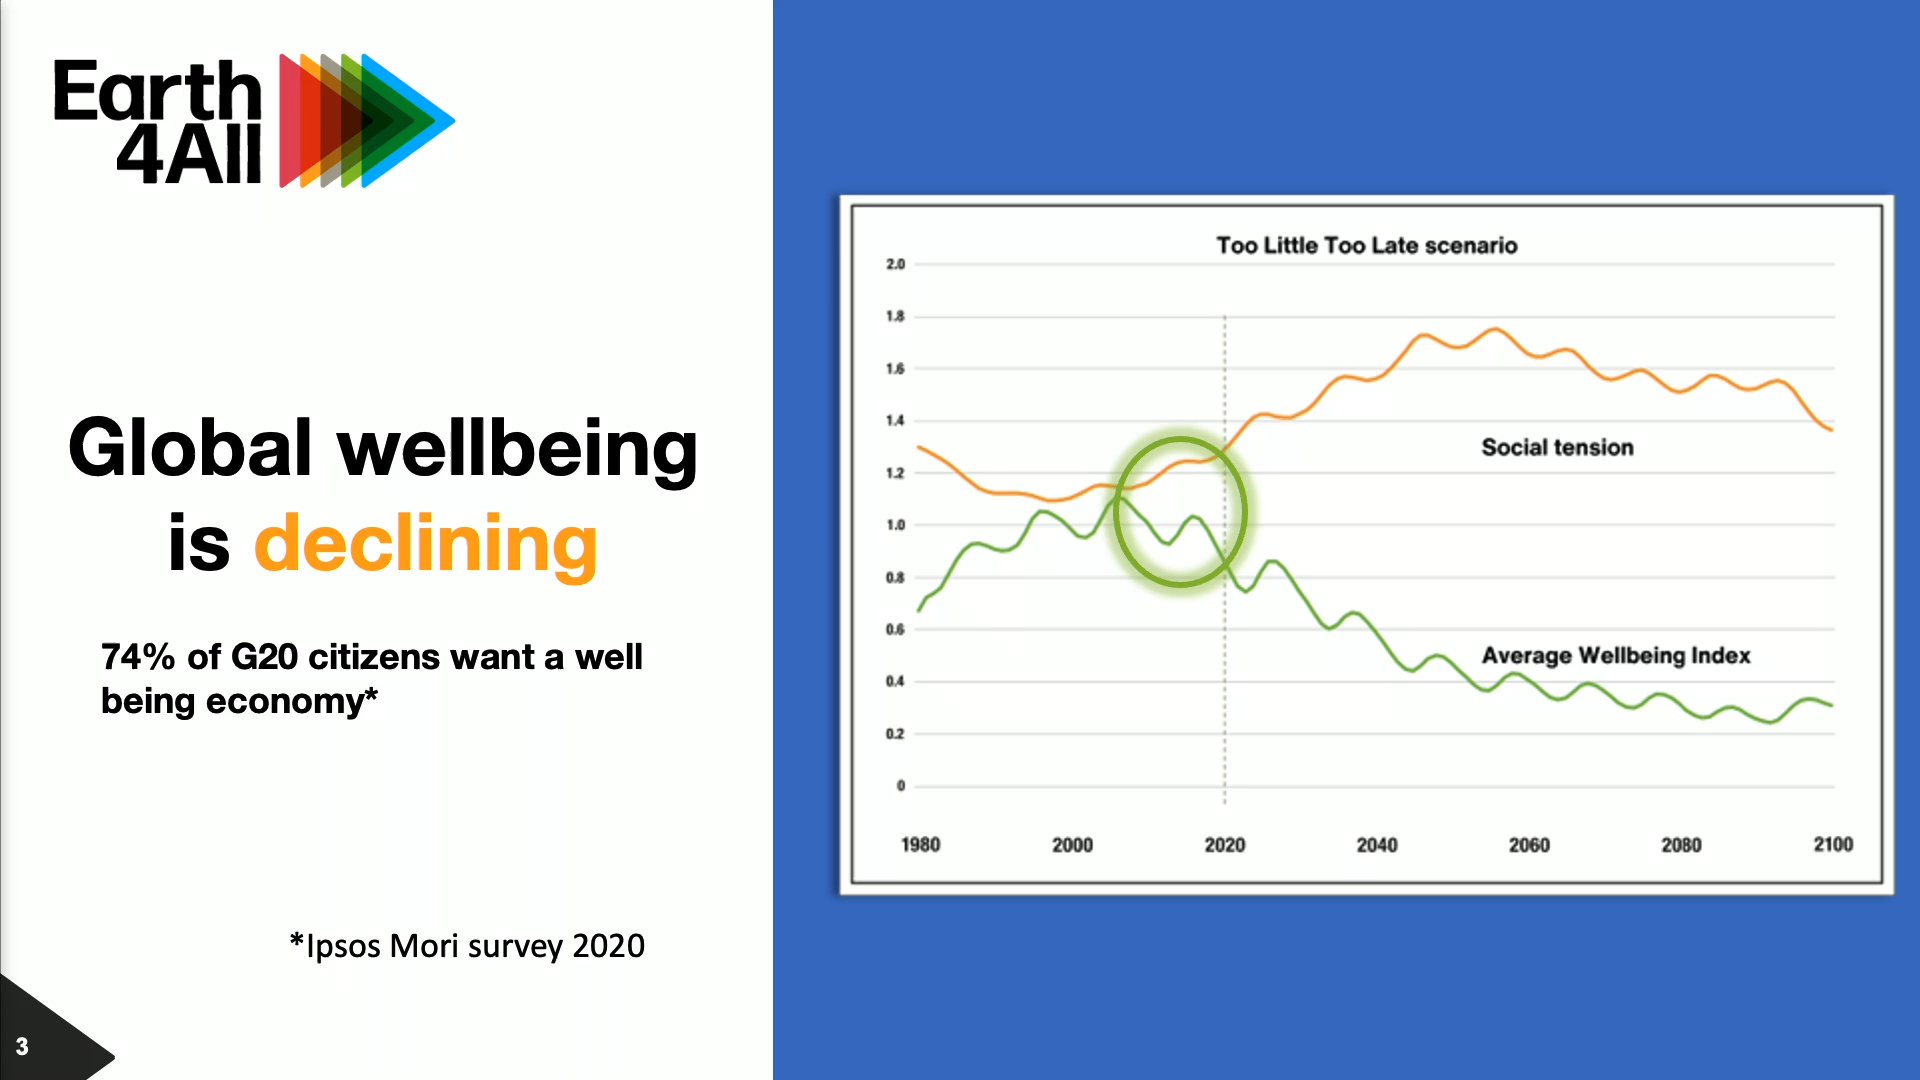 Earth
4All
Global wellbeing
is declining
74% of G20 citizens want a well
being economy*
*Ipsos Mori survey 2020
3
Too Little Too Late scenario
2.0
1.8
1.6
1.4
1.2
1.0
0.8
0.6
0.4
0.2
0
Social tension
Average Wellbeing Index
1980 2000 2020 2040 2060 2080 2100